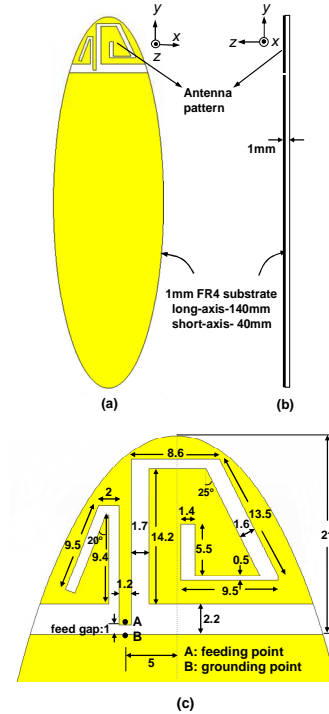 y
x
z
y
z
x
Antenna
pattern
1mm
1mm FR4 substrate
long-axis-140mm
short-axis- 40mm
(a)
(b)
8.6
2
25°
1.7
1.4
13.5
9.5
20°
9.4
14.2
5.5
1.6
0.5
1.2
9.5
2.2
feed gap:1
A
B
5
A: feeding point
B: grounding point
(c)